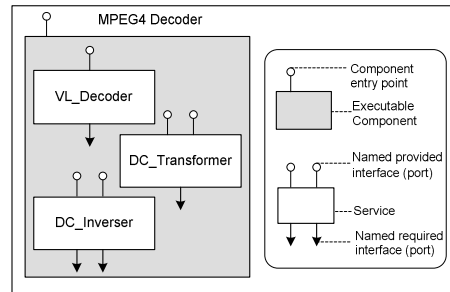 MPEG4 Decoder
VL_Decoder
DC_Transformer
DC_Inverser
Component
entry point
Executable
Component
Named provided
interface (port)
Service
Named required
interface (port)